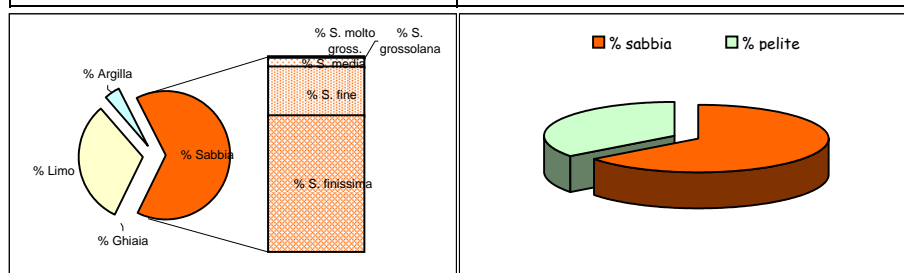 % S. molto
gross.
% S.
grossolana
% S. media
% Argilla
% S. fine
% Sabbia
% Limo
% S. finissima
% Ghiaia
% sabbia
% pelite